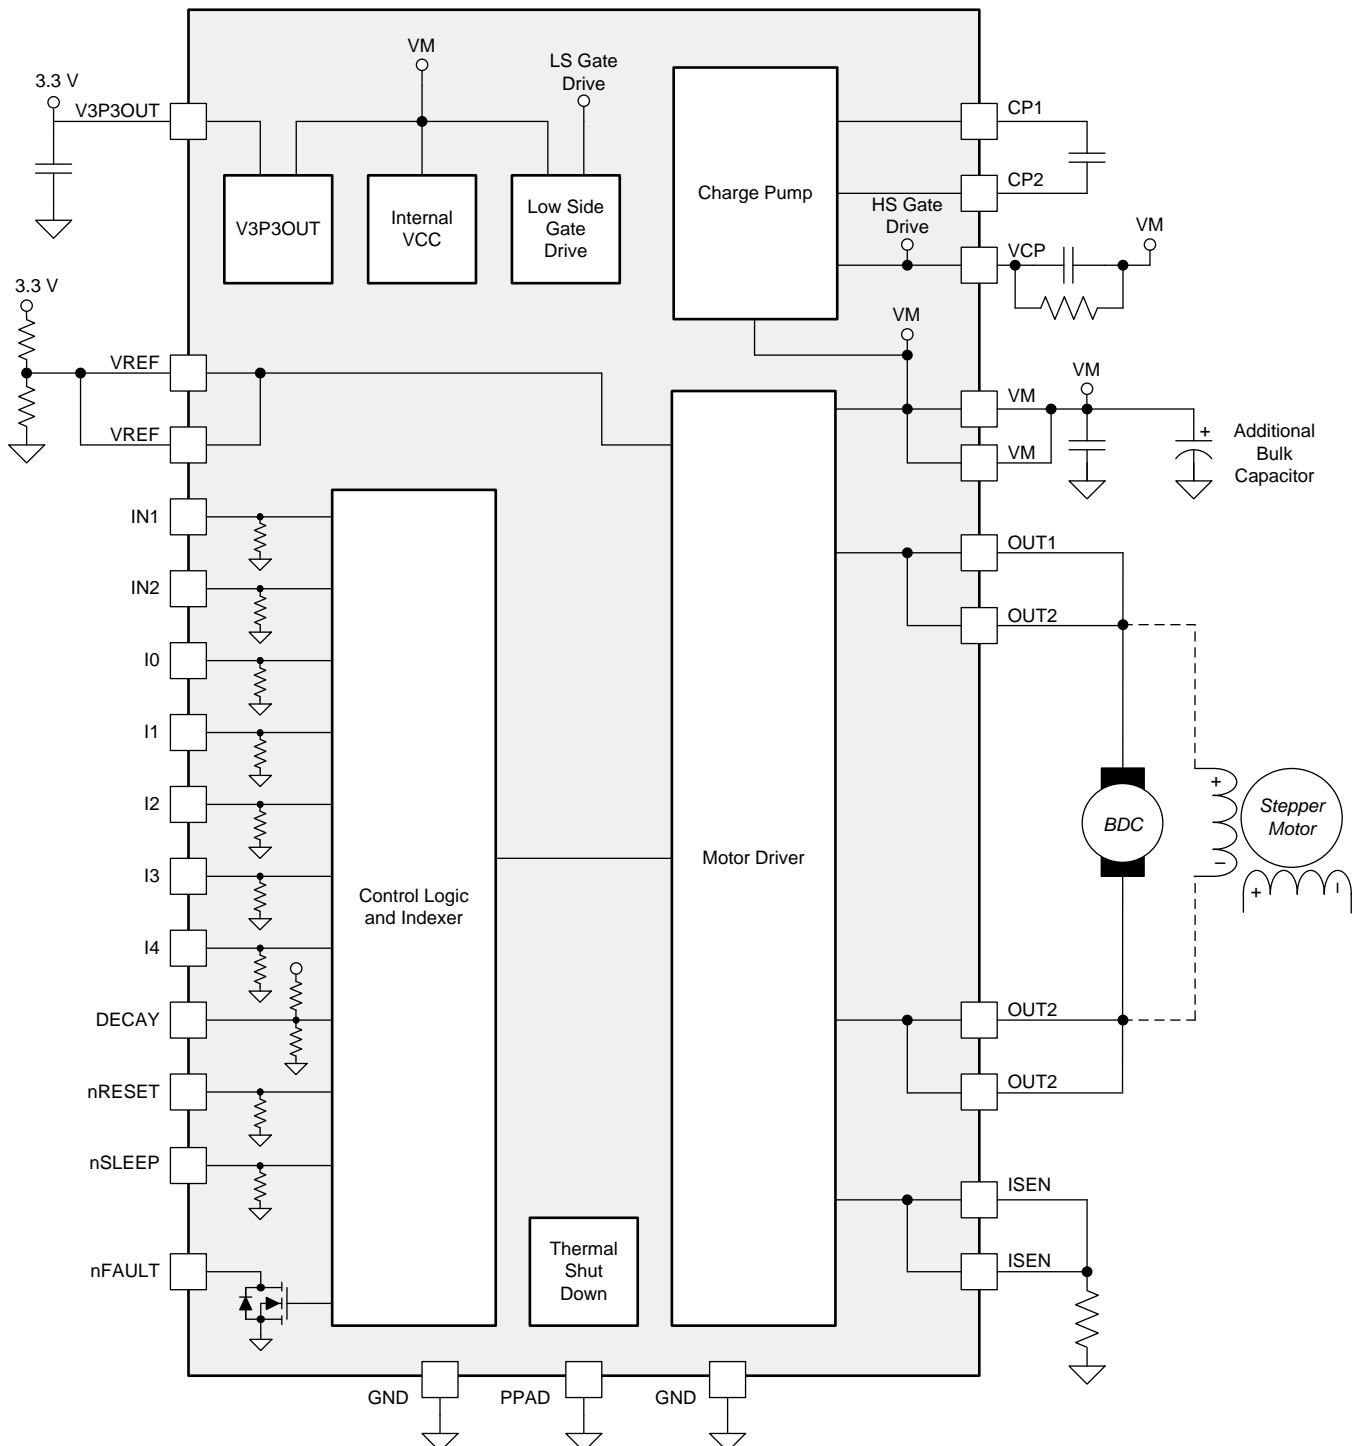 VM
LS Gate
Drive
3.3 V
V3P3OUT
CP1
V3P3OUT
Internal
VCC
Low Side
Gate
Drive
Charge Pump
CP2
HS Gate
Drive
VM
VCP
3.3 V
VM
VREF
VM
VM
VREF
VM
+
Additional
Bulk
Capacitor
IN1
OUT1
IN2
OUT2
I0
I1
I2
+
Stepper
Motor
BDC
Motor Driver
−
I3
Control Logic
and Indexer
+
−
I4
DECAY
OUT2
nRESET
OUT2
nSLEEP
ISEN
nFAULT
Thermal
Shut
Down
ISEN
GND
PPAD
GND